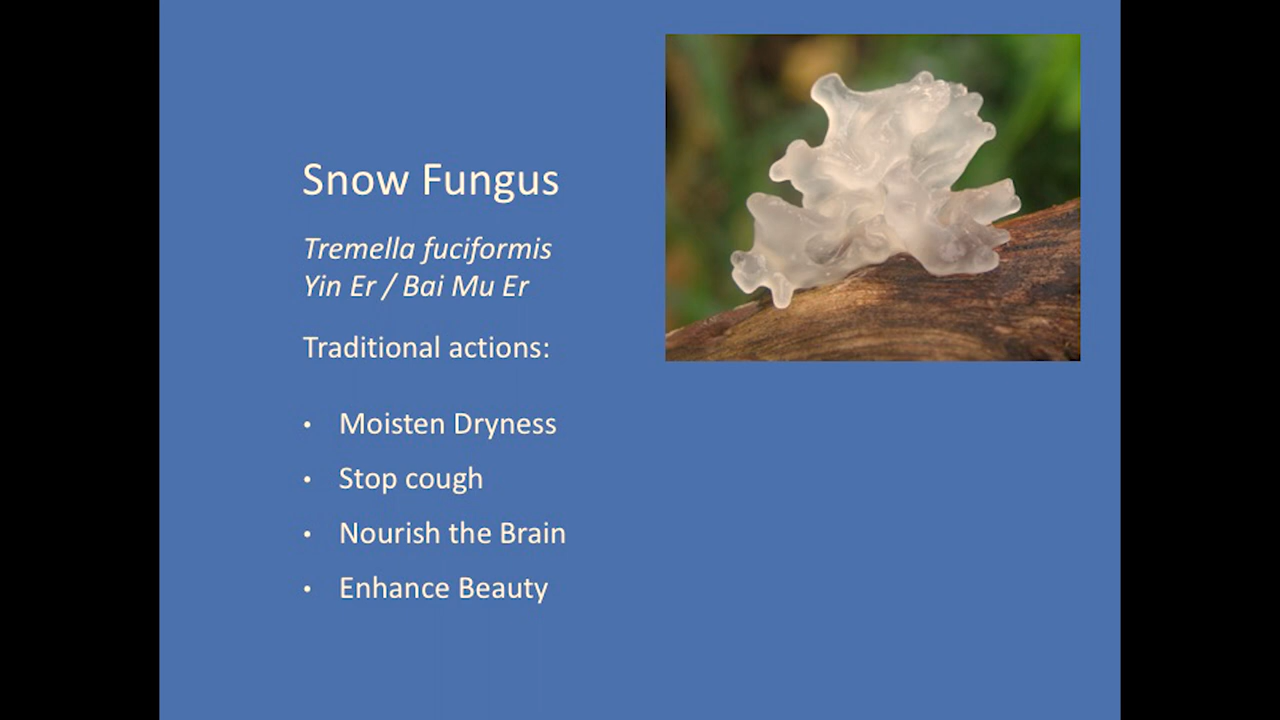 Snow Fungus
Tremella fuciformis
Yin Er / Bai Mu Er
Traditional actions:
• Moisten Dryness
• Stop cough
• Nourish the Brain
• Enhance Beauty